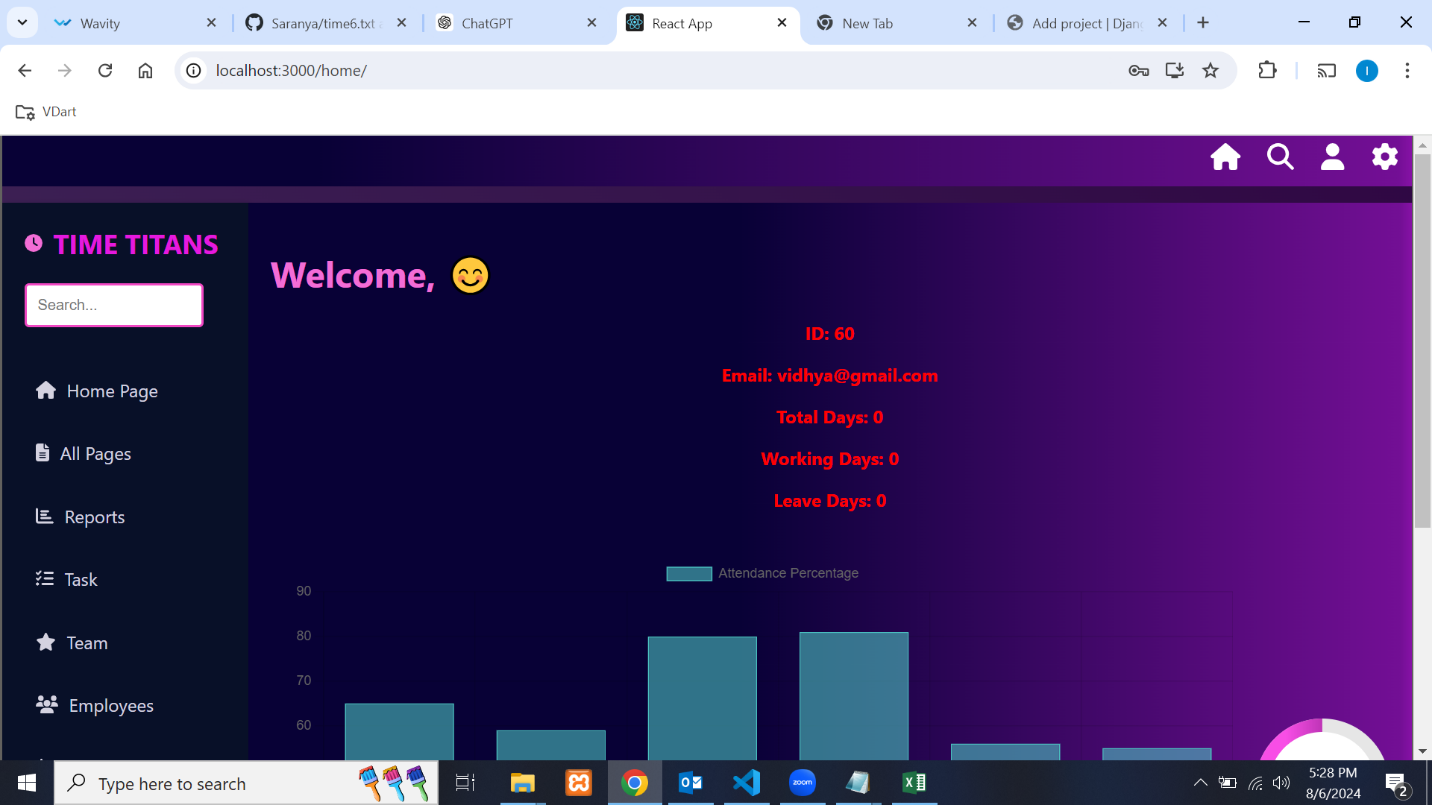 Wavity
Saranya/time6.txt
ChatGPT
React App
New Tab
Add project | Djan
localhost:3000/home/
I
VDart
TIME TITANS
Search...
Welcome, 😊
ID: 60
Email: vidhya@gmail.com
Total Days: 0
Working Days: 0
Leave Days: 0
Home Page
All Pages
Reports
Task
Team
Employees
Attendance Percentage
90
80
70
60
Type here to search
zoom
5:28 PM
8/6/2024
2